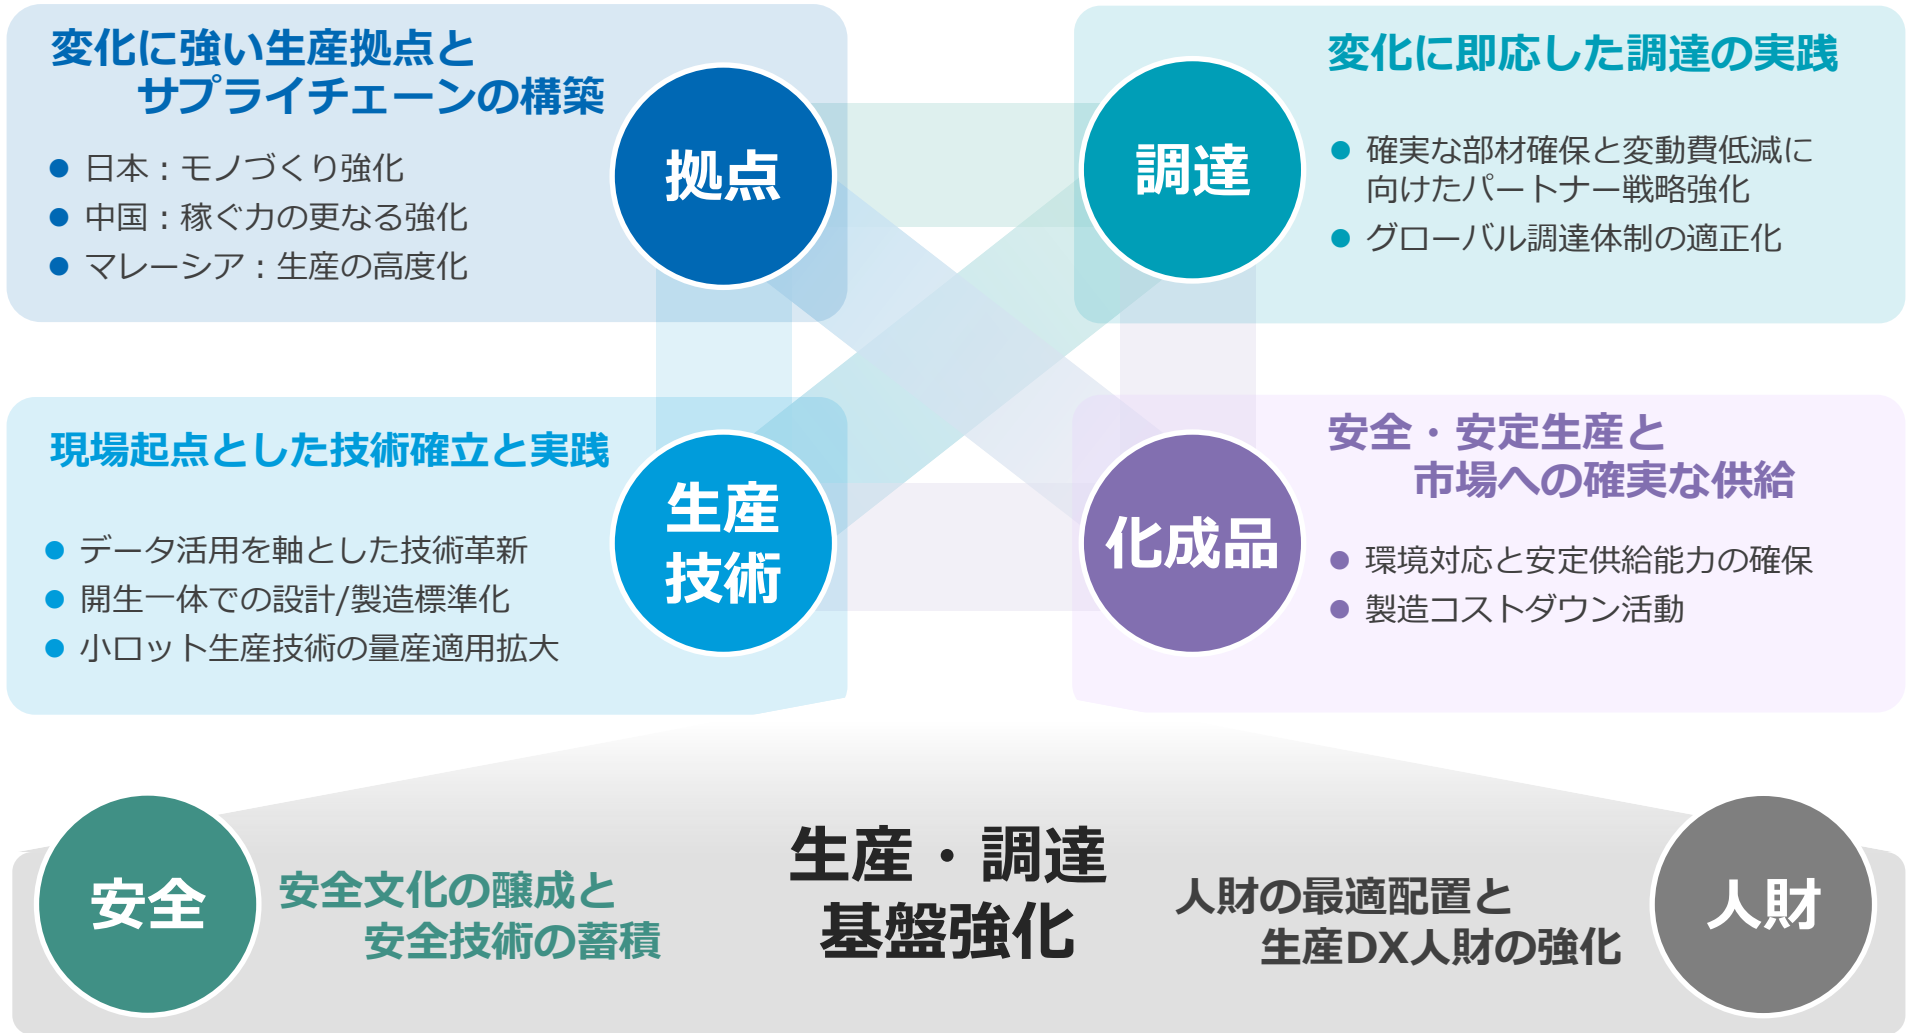 変化に強い生産拠点と
サプライチェーンの構築
● 日本：モノづくり強化
● 中国：稼ぐ力の更なる強化
● マレーシア：生産の高度化
拠点
変化に即応した調達の実践
● 確実な部材確保と変動費低減に
向けたパートナー戦略強化
● グローバル調達体制の適正化
調達
現場起点とした技術確立と実践
● データ活用を軸とした技術革新
● 開生一体での設計/製造標準化
● 小ロット生産技術の量産適用拡大
生産
技術
安全・安定生産と
市場への確実な供給
● 環境対応と安定供給能力の確保
● 製造コストダウン活動
化成品
安全
安全文化の醸成と
安全技術の蓄積
生産・調達
基盤強化
人財の最適配置と
生産DX人財の強化
人財